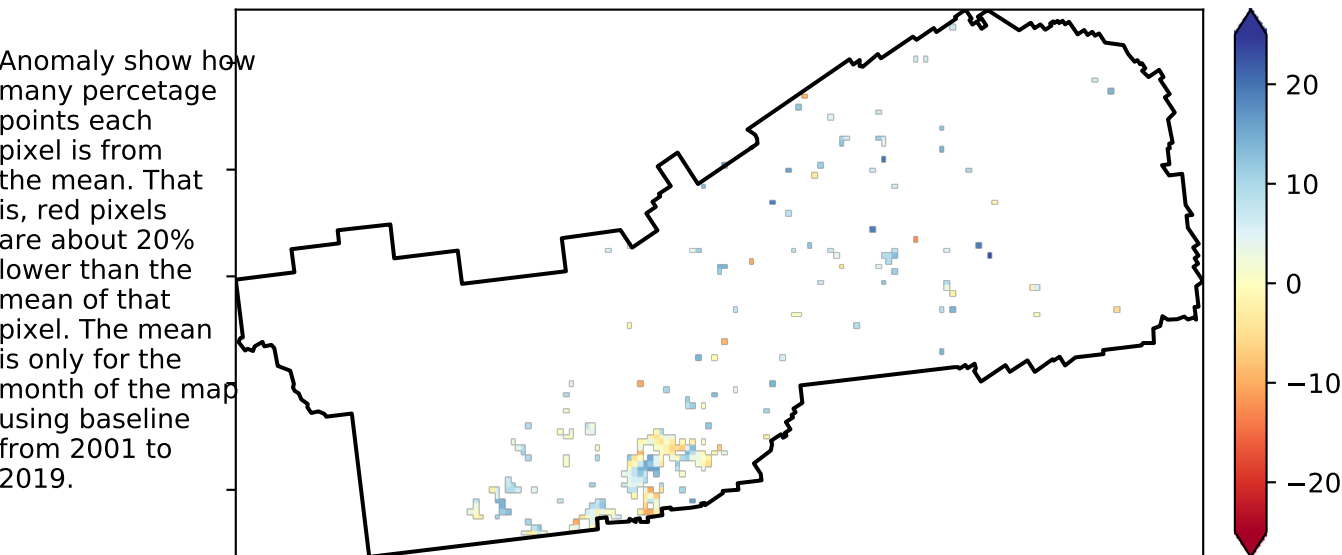 Anomaly show how
many percetage
points each
pixel is from
the mean. That
is, red pixels
are about 20%
lower than the
mean of that
pixel. The mean
is only for the
month of the map
using baseline
from 2001 to
2019.
20
10
0
−10
−20